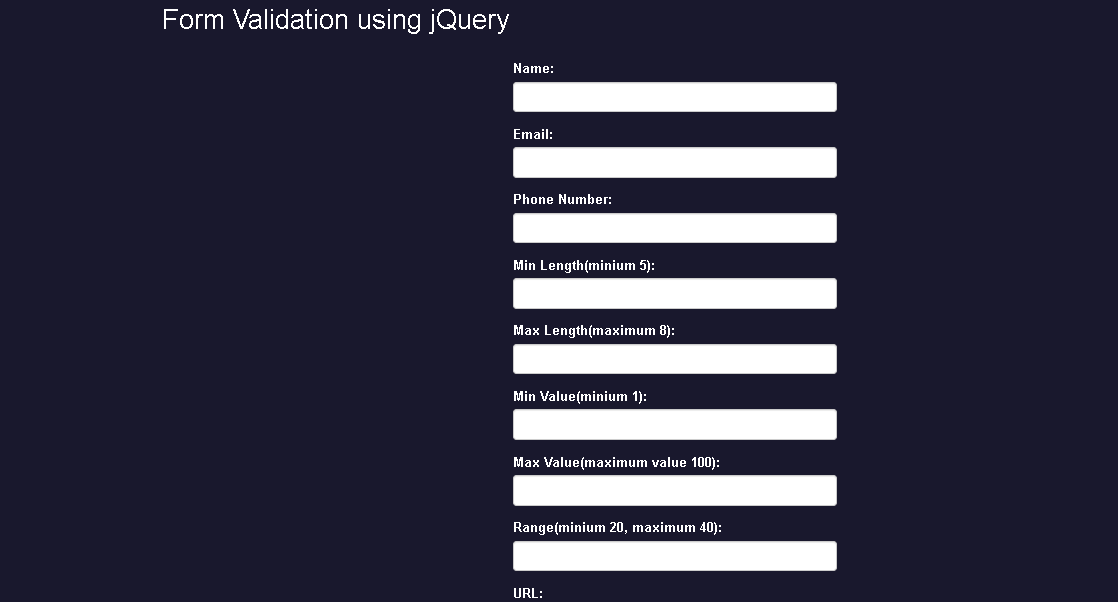 Form Validation using jQuery
Name:
Email:
Phone Number:
Min Length(minium 5):
Max Length(maximum 8):
Min Value(minium 1):
Max Value(maximum value 100):
Range(minium 20, maximum 40):
URL: